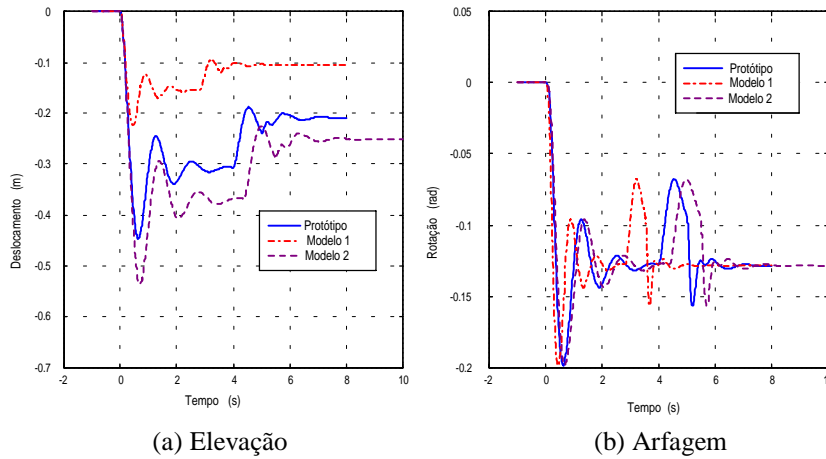 0
-0.1
-0.2
-0.3
-0.4
-0.5
-0.6
-0.7
-2
0
2
4
6
8
10
Deslocamento (m)
Tempo (s)
Protótipo
Modelo 1
Modelo 2
(a) Elevação
0.05
0
-0.05
-0.1
-0.15
-0.2
-2
0
2
4
6
8
Rotação (rad)
Tempo (s)
Protótipo
Modelo 1
Modelo 2
(b) Arfagem